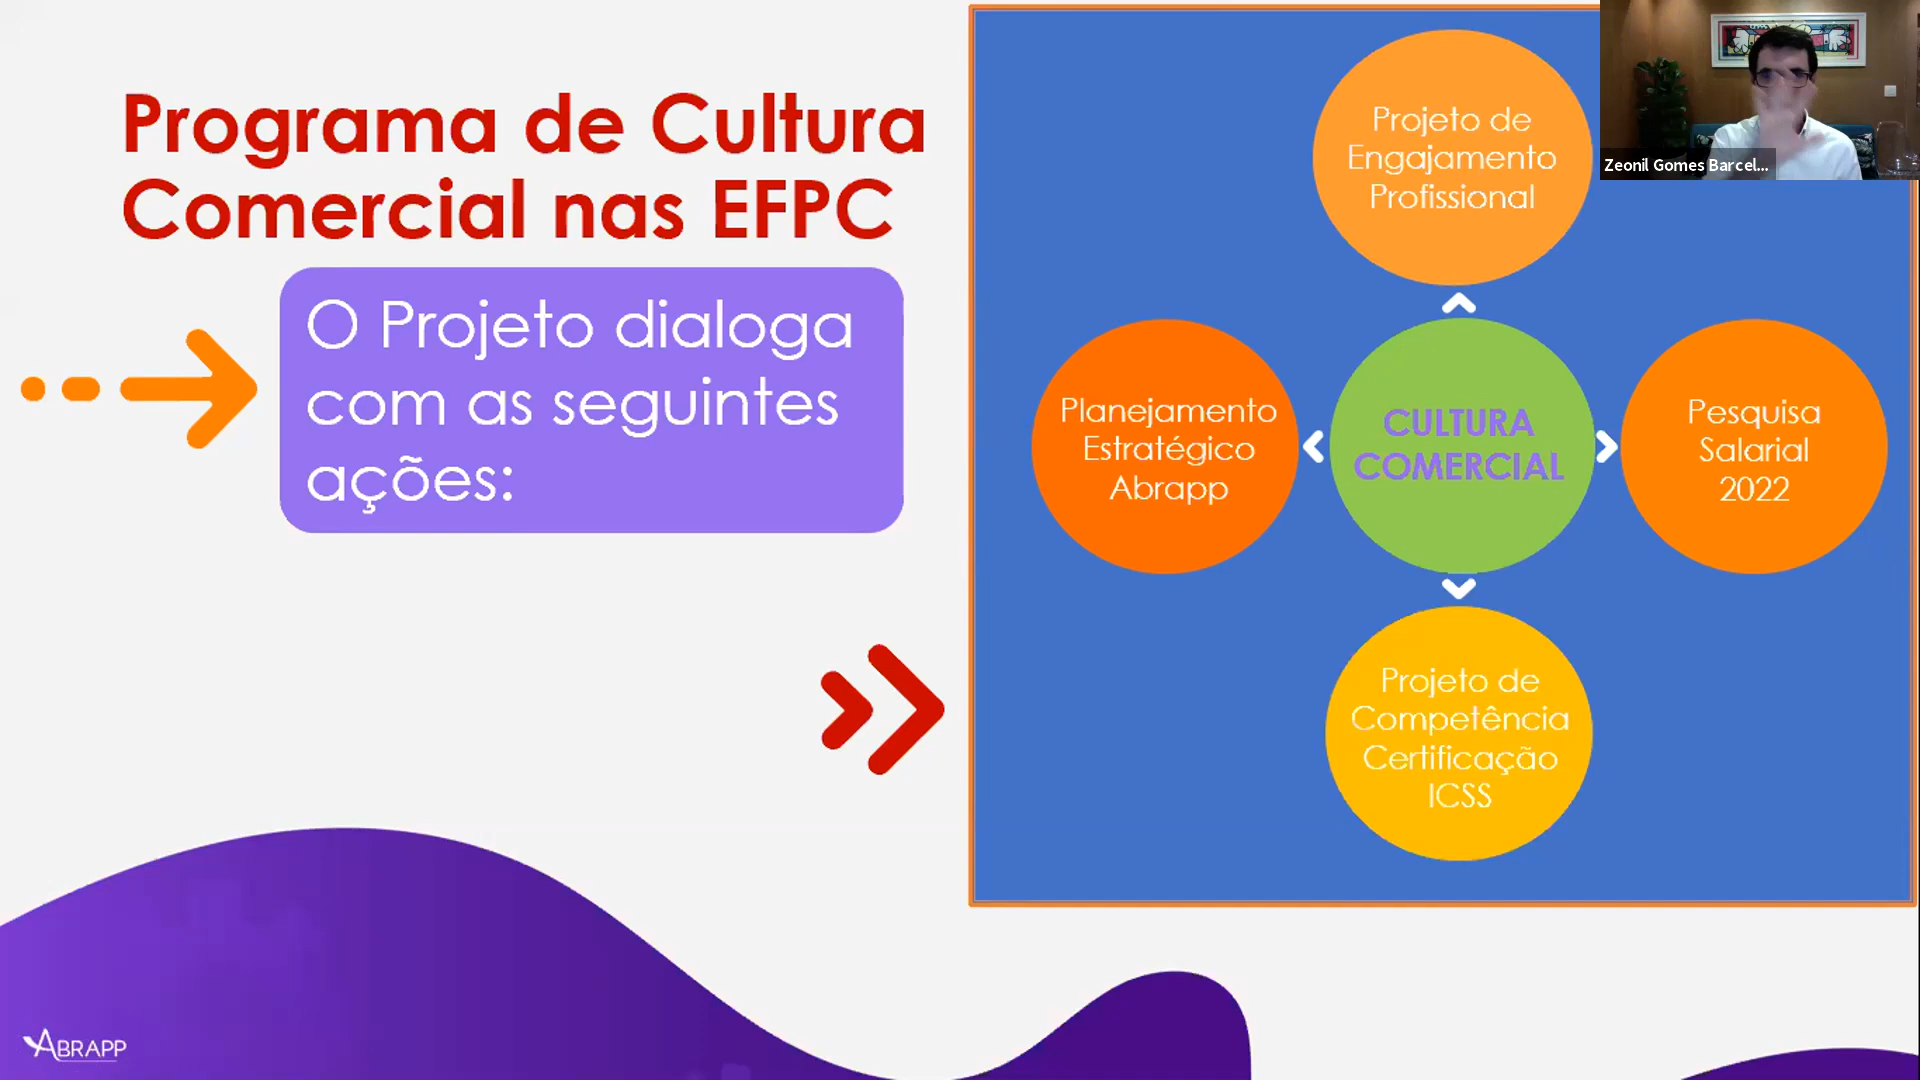 Programa de Cultura
Comercial nas EFPC
O Projeto dialoga
com as seguintes
ações:
Projeto de
Engajamento
Profissional
Planejamento
Estratégico
Abrapp
CULTURA
COMERCIAL
Pesquisa
Salarial
2022
Projeto de
Competência
Certificação
ICSS
Zeonil Gomes Barcel...
ABRAPP